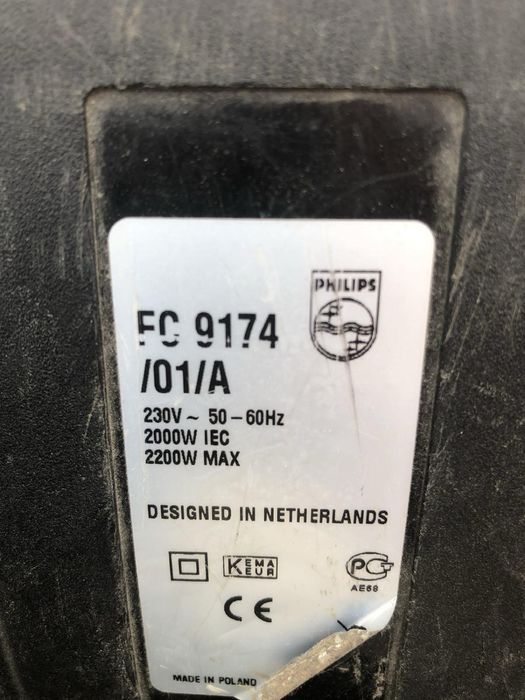 PHILIPS
FC 9174
/01/A
230V ~ 50 – 60Hz
2000W IEC
2200W MAX
DESIGNED IN NETHERLANDS
KEMA
KEUR
PG
AE68
CE
MADE IN POLAND